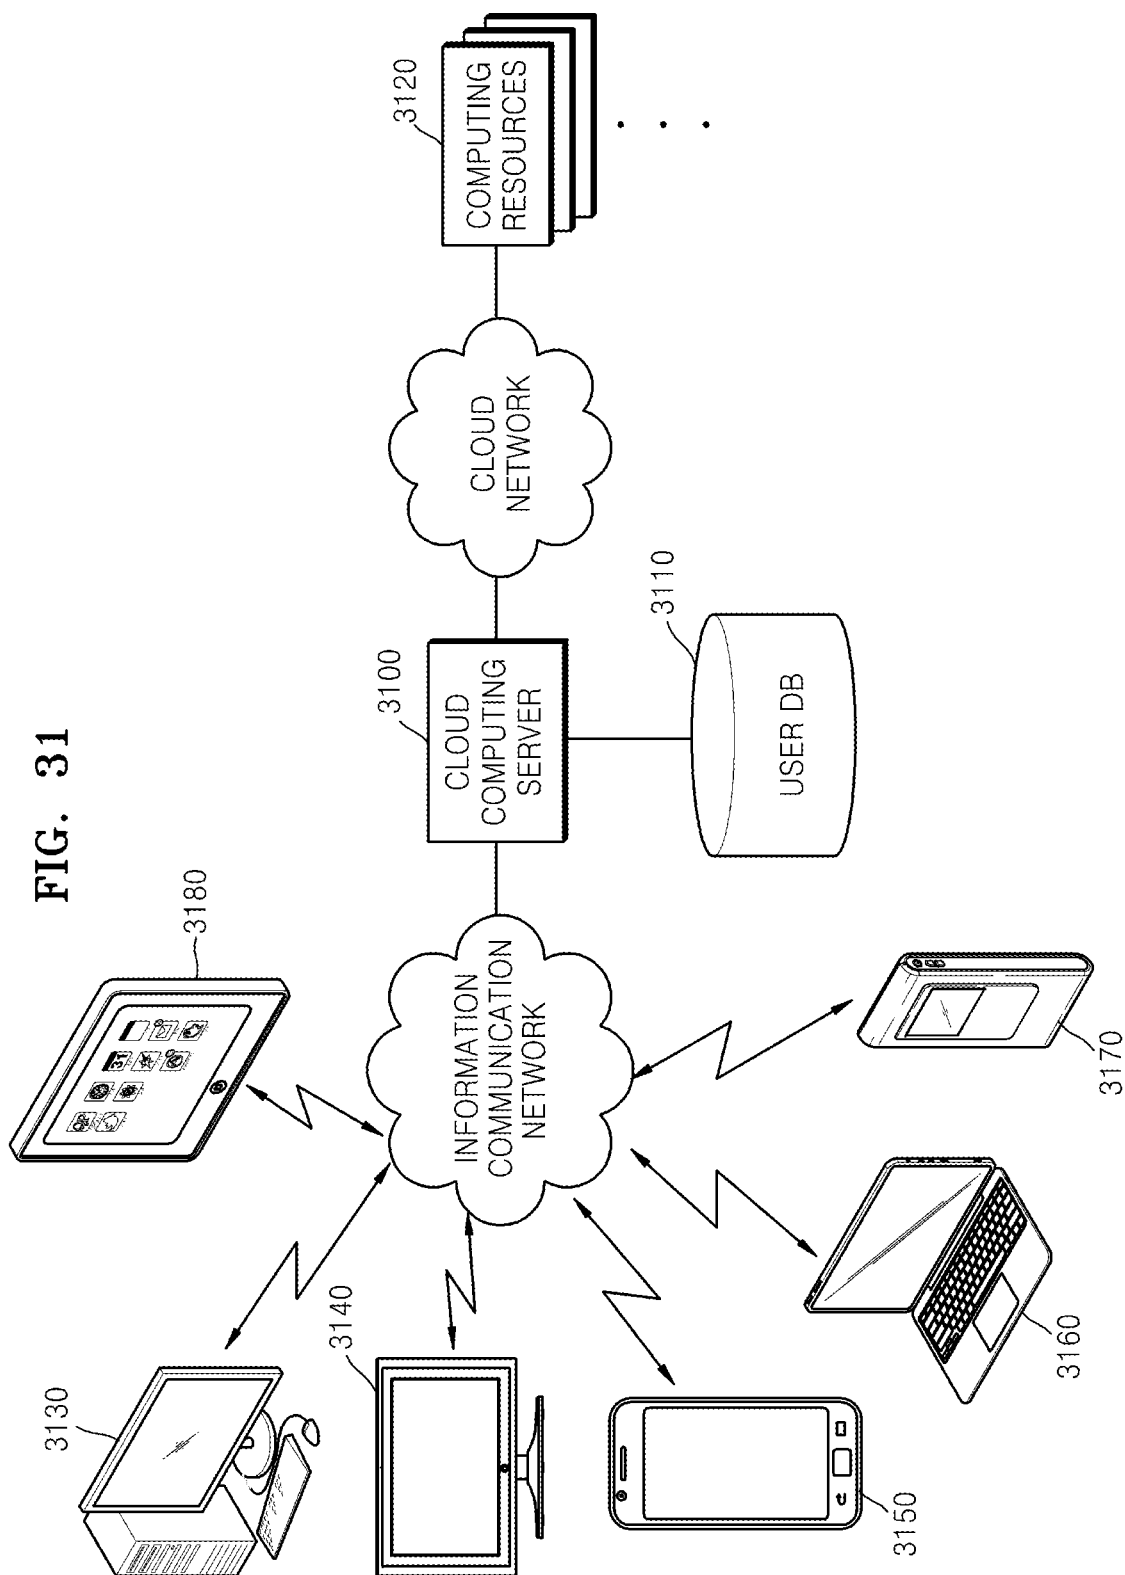 FIG. 31
3180
3130
3140
3150
3160
3170
31
INFORMATION
COMMUNICATION
NETWORK
3100
CLOUD
COMPUTING
SERVER
3110
USER DB
CLOUD
NETWORK
3120
COMPUTING
RESOURCES